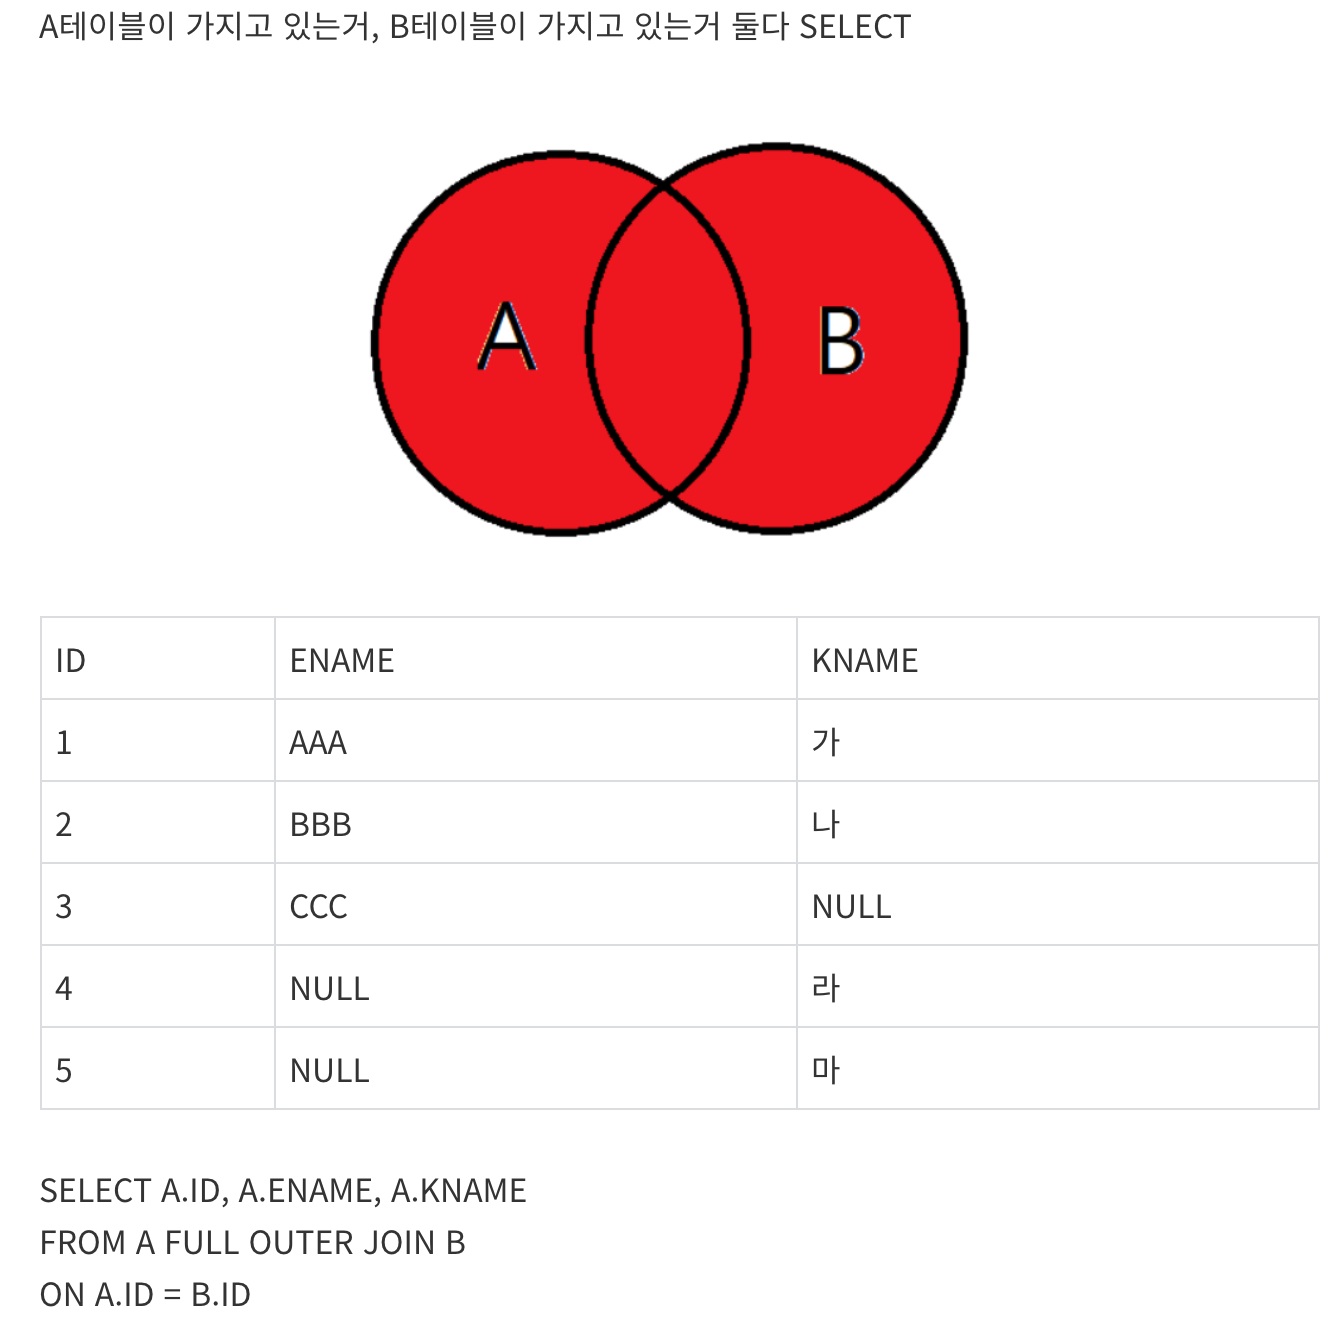 A테이블이 가지고 있는거, B테이블이 가지고 있는거 둘다 SELECT
A B
ID ENAME KNAME
1 AAA 가
2 BBB 나
3 CCC NULL
4 NULL 라
5 NULL 마
SELECT A.ID, A.ENAME, A.KNAME
FROM A FULL OUTER JOIN B
ON A.ID = B.ID